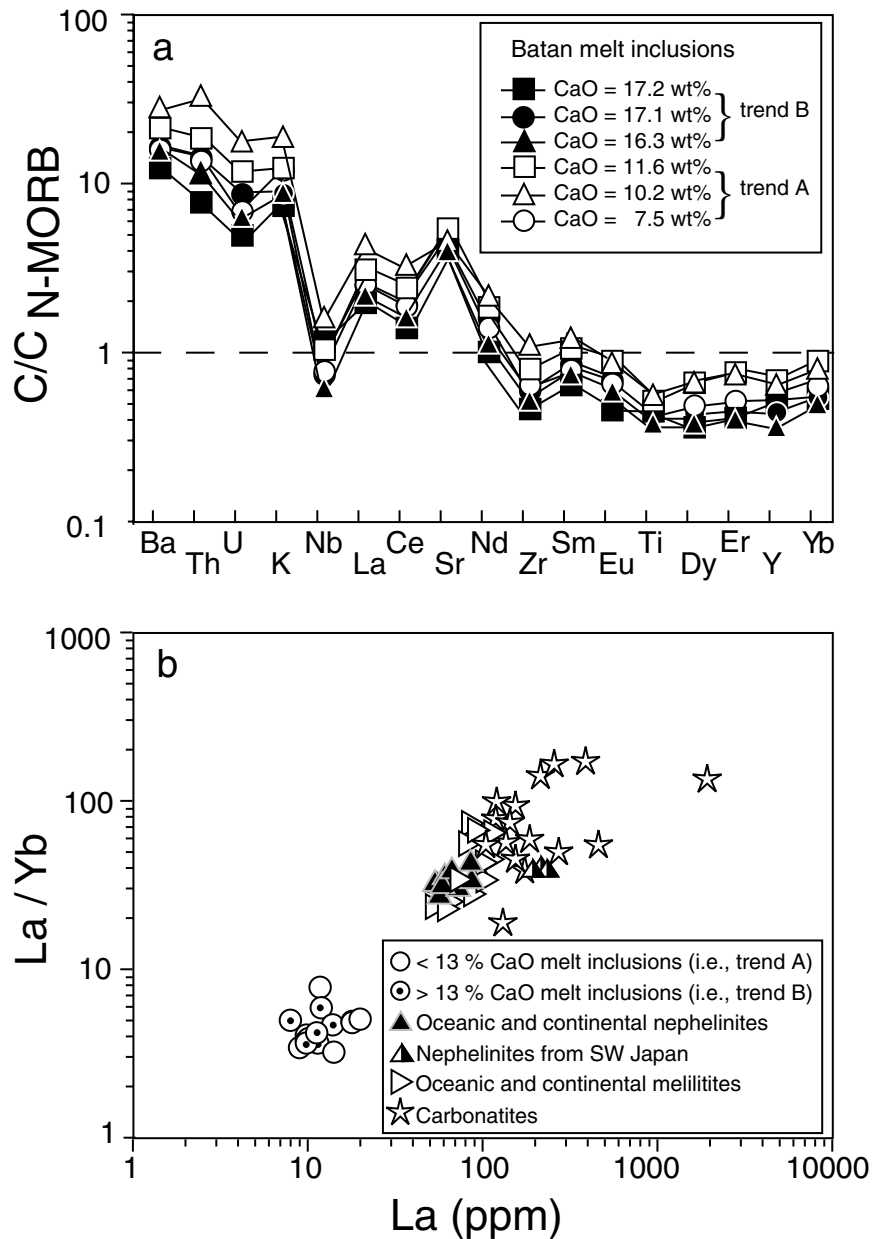 100
a
Batan melt inclusions
CaO = 17.2 wt%
CaO = 17.1 wt%
CaO = 16.3 wt%
} trend B
CaO = 11.6 wt%
CaO = 10.2 wt%
CaO = 7.5 wt%
} trend A
10
1
0.1
C/C N-MORB
Ba Th U K Nb La Ce Sr Nd Zr Sm Eu Ti Dy Er Y Yb
1000
b
100
10
1
La / Yb
< 13 % CaO melt inclusions (i.e., trend A)
> 13 % CaO melt inclusions (i.e., trend B)
Oceanic and continental nephelinites
Nephelinites from SW Japan
Oceanic and continental melilitites
Carbonatites
1 10 100 1000 10000
La (ppm)